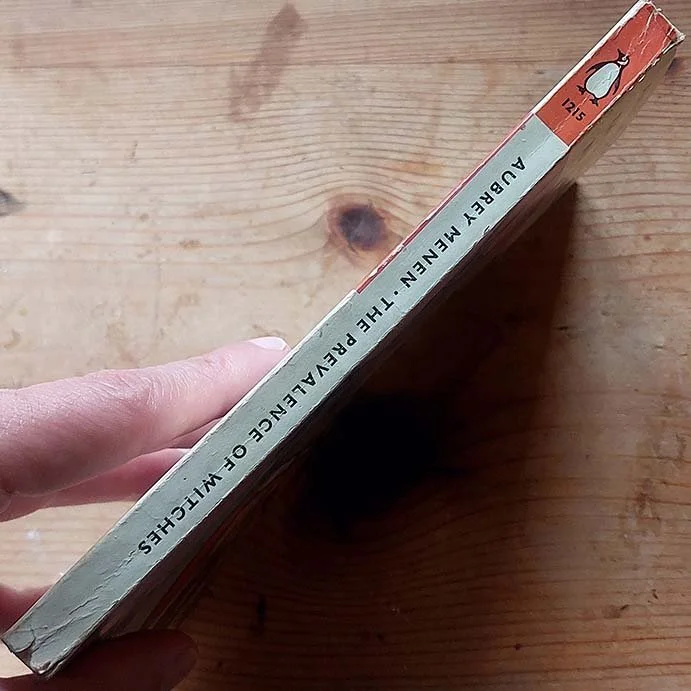 1215
AUBREY MENEN · THE PREVALENCE OF WITCHES